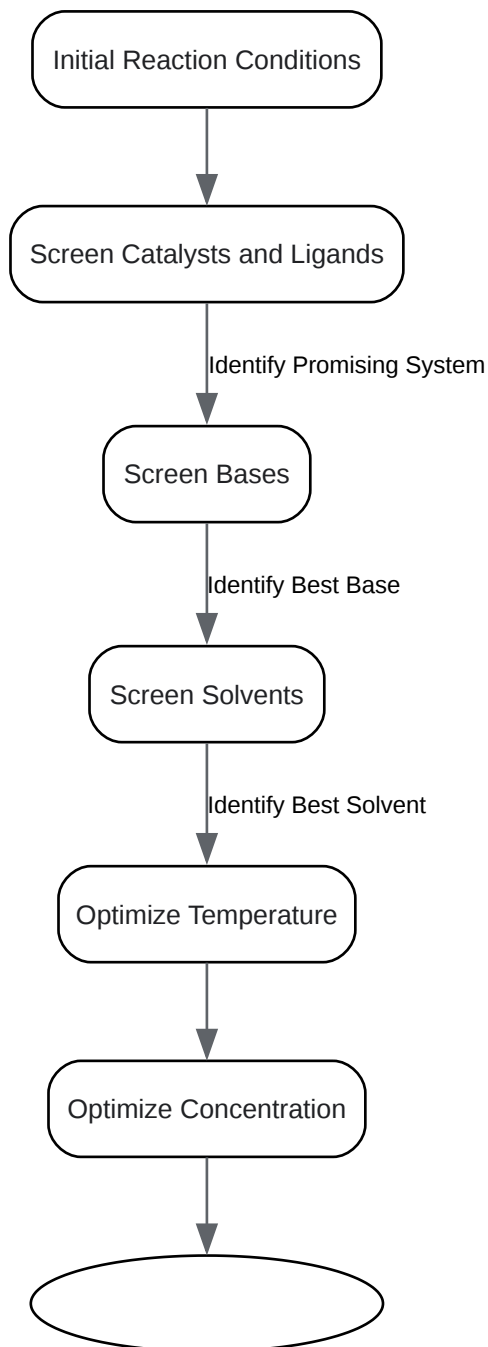 Initial Reaction Conditions
Screen Catalysts and Ligands
Identify Promising System
Screen Bases
Identify Best Base
Screen Solvents
Identify Best Solvent
Optimize Temperature
Optimize Concentration